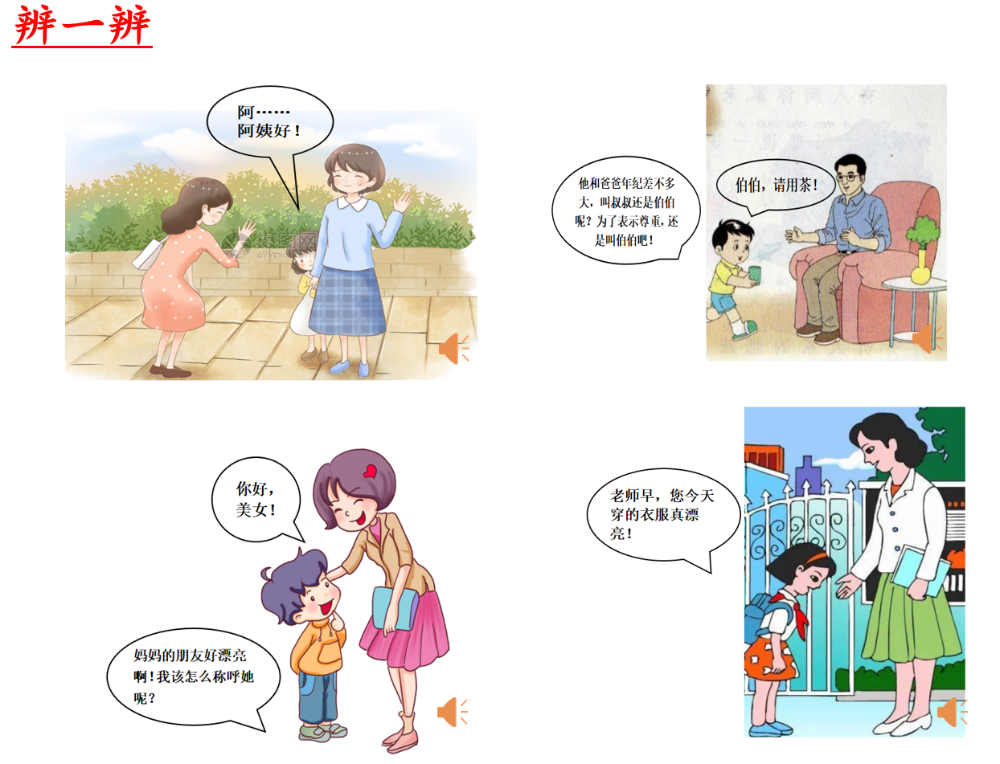 辨一辨
阿……
阿姨好！
他和爸爸年纪差不多
大，叫叔叔还是伯伯
呢？为了表示尊重，还
是叫伯伯吧！
伯伯，请用茶！
你好，
美女！
妈妈的朋友好漂亮
啊！我该怎么称呼她
呢？
老师早，您今天
穿的衣服真漂
亮！